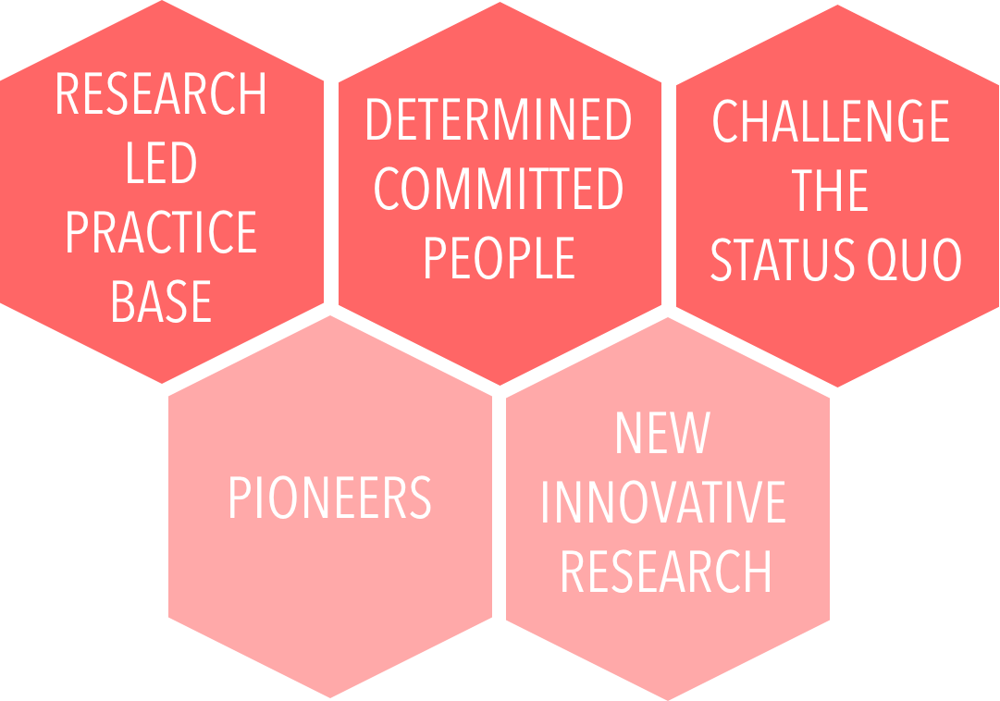 RESEARCH
LED
PRACTICE
BASE
DETERMINED
COMMITTED
PEOPLE
CHALLENGE
THE
STATUS QUO
PIONEERS
NEW
INNOVATIVE
RESEARCH